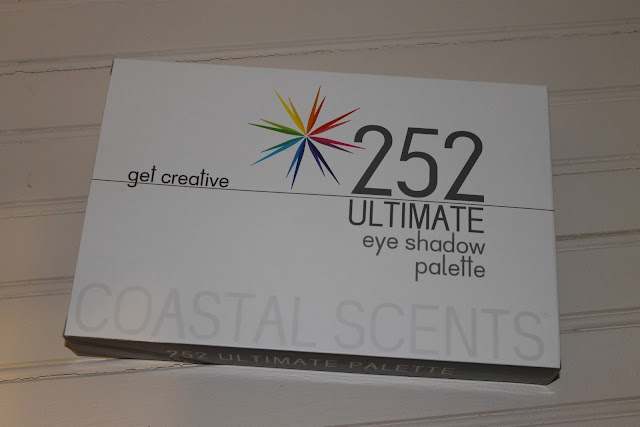 get creative
252
ULTIMATE
eye shadow
palette
COASTAL SCENTS
252 ULTIMATE PALETTE